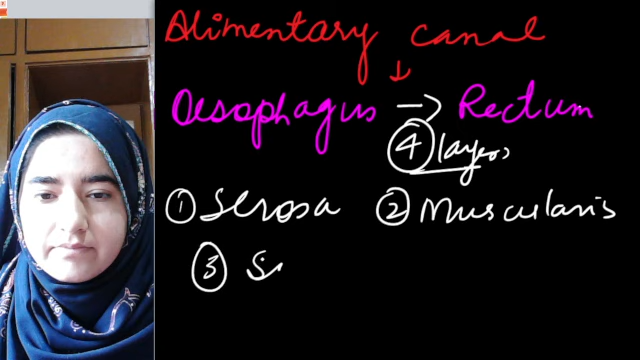 Alimentary canal
↓
Oesophagus → Rectum
④ layers
① Serosa ② Muscularis
③ S